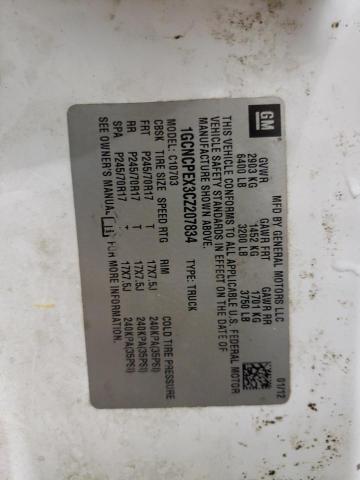 GM
MFD BY GENERAL MOTORS LLC 01/12
GVWR GAWR FRT GAWR RR
2903 KG 1452 KG 1701 KG
6400 LB 3200 LB 3750 LB
THIS VEHICLE CONFORMS TO ALL APPLICABLE U.S. FEDERAL MOTOR
VEHICLE SAFETY STANDARDS IN EFFECT ON THE DATE OF
MANUFACTURE SHOWN ABOVE.
1GCNCPEX3CZ207834 TYPE: TRUCK
MODEL: C10703
CBSK TIRE SIZE SPEED RTG RIM COLD TIRE PRESSURE
FRT P245/70R17 T 17X7.5J 240KPA(35PSI)
RR P245/70R17 T 17X7.5J 240KPA(35PSI)
SPA P245/70R17 T 17X7.5J 240KPA(35PSI)
SEE OWNER'S MANUAL FOR MORE INFORMATION.